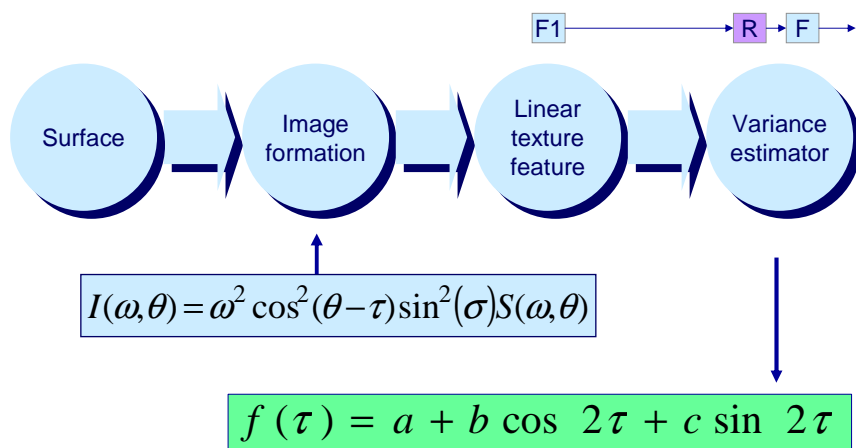 F1 R F
Surface
Image
formation
Linear
texture
feature
Variance
estimator
I(ω,θ) = ω² cos²(θ−τ) sin²(σ) S(ω,θ)
f (τ) = a + b cos 2τ + c sin 2τ